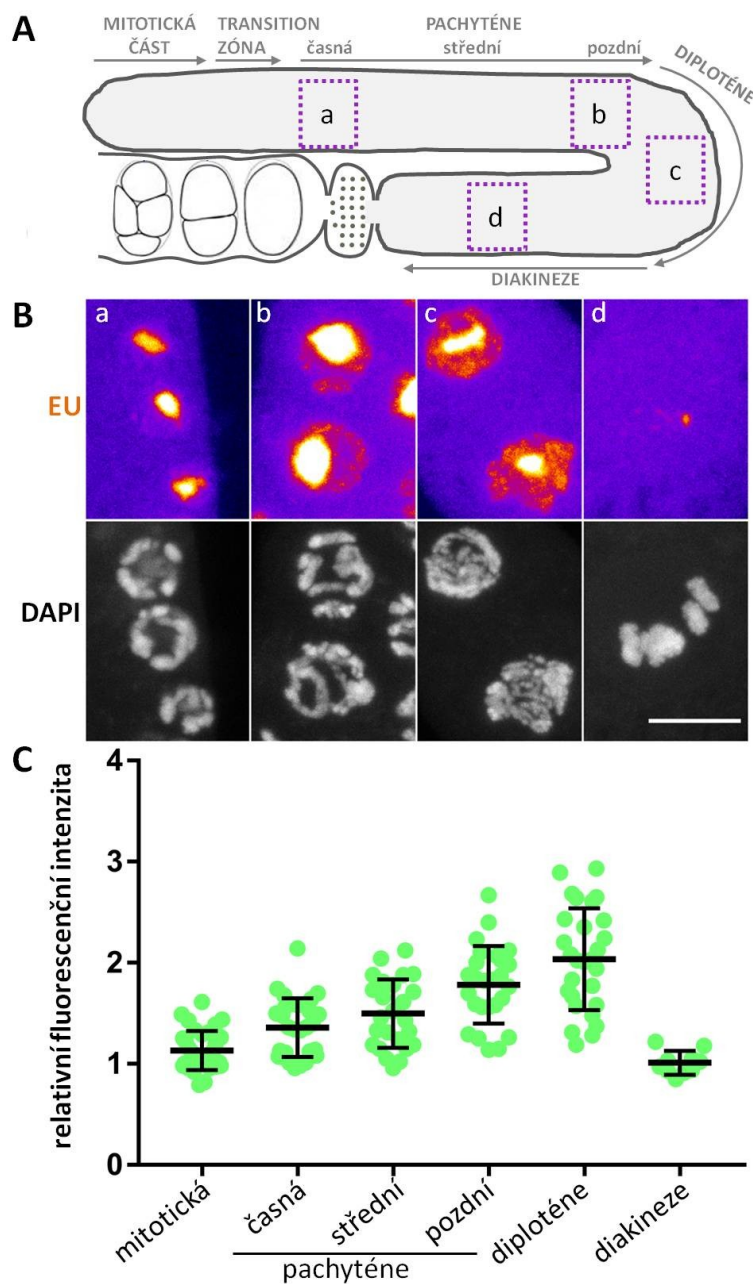 A
MITOTICKÁ ČÁST
TRANSITION ZÓNA
PACHYTÉNE
časná
střední
pozdní
DIPLOTÉNE
a
b
c
d
DIAKINEZE
B
a
b
c
d
EU
DAPI
C
relativní fluorescenční intenzita
4
3
2
1
0
mitotická
časná
střední
pozdní
diploténe
diakineze
pachyténe